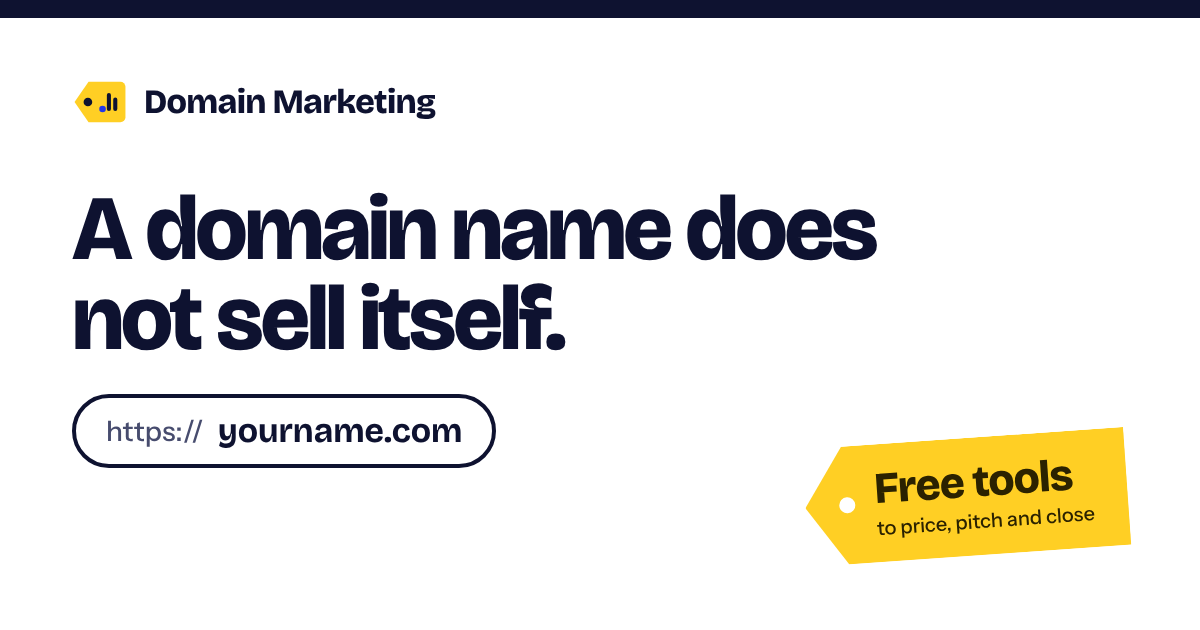 Domain Marketing
A domain name does
not sell itself.
https:// yourname.com
Free tools
to price, pitch and close